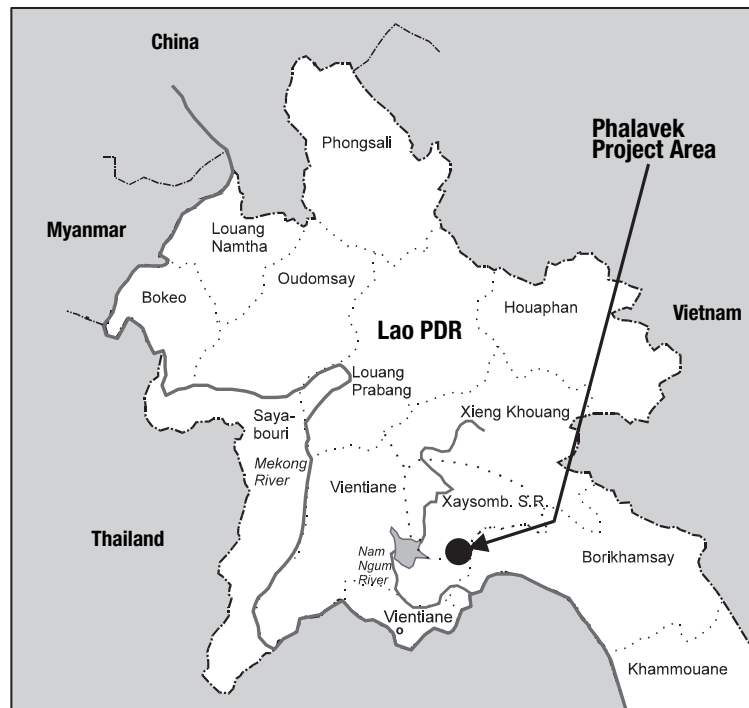 China
Phalavek
Project Area
Phongsali
Myanmar
Louang
Namtha
Oudomsay
Bokeo
Houaphan
Vietnam
Lao PDR
Louang
Prabang
Saya-
bouri
Xieng Khouang
Mekong
River
Vientiane
Xaysomb. S.R.
Thailand
Nam
Ngum
River
Borikhamsay
Vientiane
Khammouane